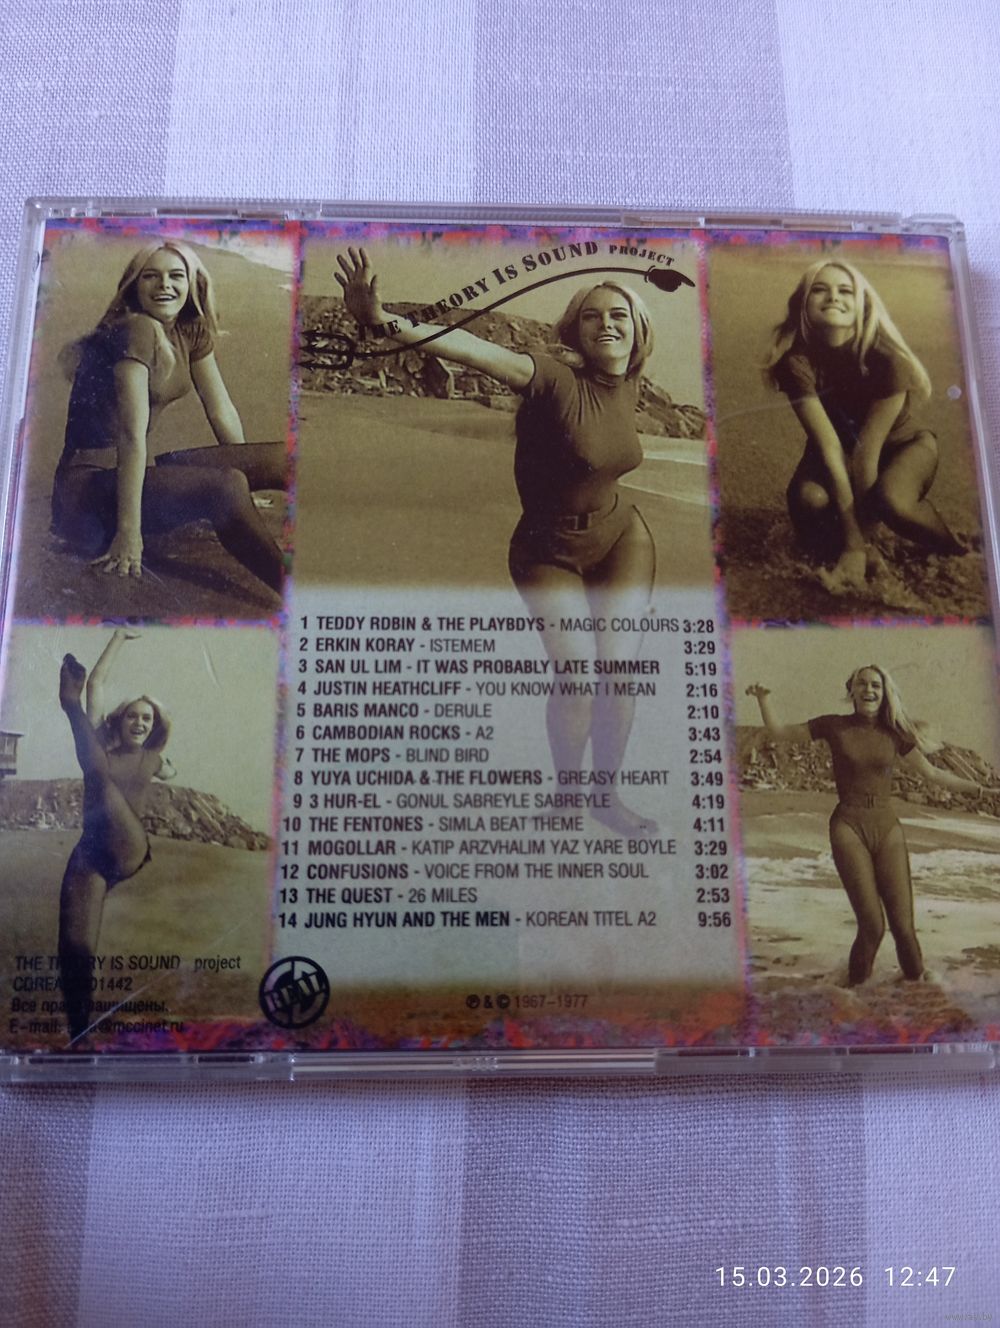 THE THEORY IS SOUND PROJECT
1 TEDDY RDBIN & THE PLAYBDYS - MAGIC COLOURS 3:28
2 ERKIN KORAY - ISTEMEM 3:29
3 SAN UL LIM - IT WAS PROBABLY LATE SUMMER 5:19
4 JUSTIN HEATHCLIFF - YOU KNOW WHAT I MEAN 2:16
5 BARIS MANCO - DERULE 2:10
6 CAMBODIAN ROCKS - A2 3:43
7 THE MOPS - BLIND BIRD 2:54
8 YUYA UCHIDA & THE FLOWERS - GREASY HEART 3:49
9 3 HUR-EL - GONUL SABREYLE SABREYLE 4:19
10 THE FENTONES - SIMLA BEAT THEME 4:11
11 MOGOLLAR - KATIP ARZVHALIM YAZ YARE BOYLE 3:29
12 CONFUSIONS - VOICE FROM THE INNER SOUL 3:02
13 THE QUEST - 26 MILES 2:53
14 JUNG HYUN AND THE MEN - KOREAN TITEL A2 9:56
THE THEORY IS SOUND project
Все права защищены.
E-mail:
REAL
℗ & © 1967-1977
15.03.2026 12:47